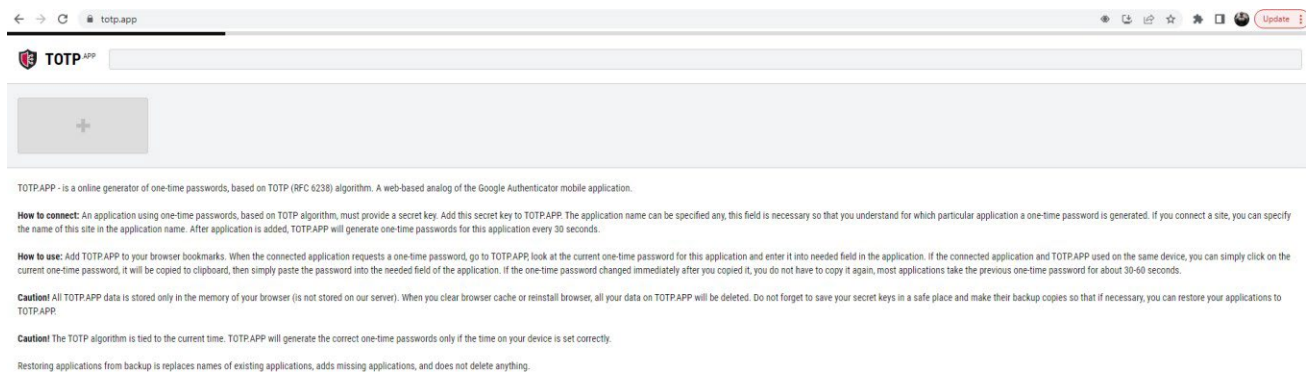 totp.app
Update
TOTP APP
TOTP.APP - is a online generator of one-time passwords, based on TOTP (RFC 6238) algorithm. A web-based analog of the Google Authenticator mobile application.
How to connect: An application using one-time passwords, based on TOTP algorithm, must provide a secret key. Add this secret key to TOTP.APP. The application name can be specified any, this field is necessary so that you understand for which particular application a one-time password is generated. If you connect a site, you can specify
the name of this site in the application name. After application is added, TOTP.APP will generate one-time passwords for this application every 30 seconds.
How to use: Add TOTP.APP to your browser bookmarks. When the connected application requests a one-time password, go to TOTP.APP, look at the current one-time password for this application and enter it into needed field in the application. If the connected application and TOTP.APP used on the same device, you can simply click on the
current one-time password, it will be copied to clipboard, then simply paste the password into the needed field of the application. If the one-time password changed immediately after you copied it, you do not have to copy it again, most applications take the previous one-time password for about 30-60 seconds.
Caution! All TOTP.APP data is stored only in the memory of your browser (is not stored on our server). When you clear browser cache or reinstall browser, all your data on TOTP.APP will be deleted. Do not forget to save your secret keys in a safe place and make their backup copies so that if necessary, you can restore your applications to
TOTP.APP.
Caution! The TOTP algorithm is tied to the current time. TOTP.APP will generate the correct one-time passwords only if the time on your device is set correctly.
Restoring applications from backup is replaces names of existing applications, adds missing applications, and does not delete anything.